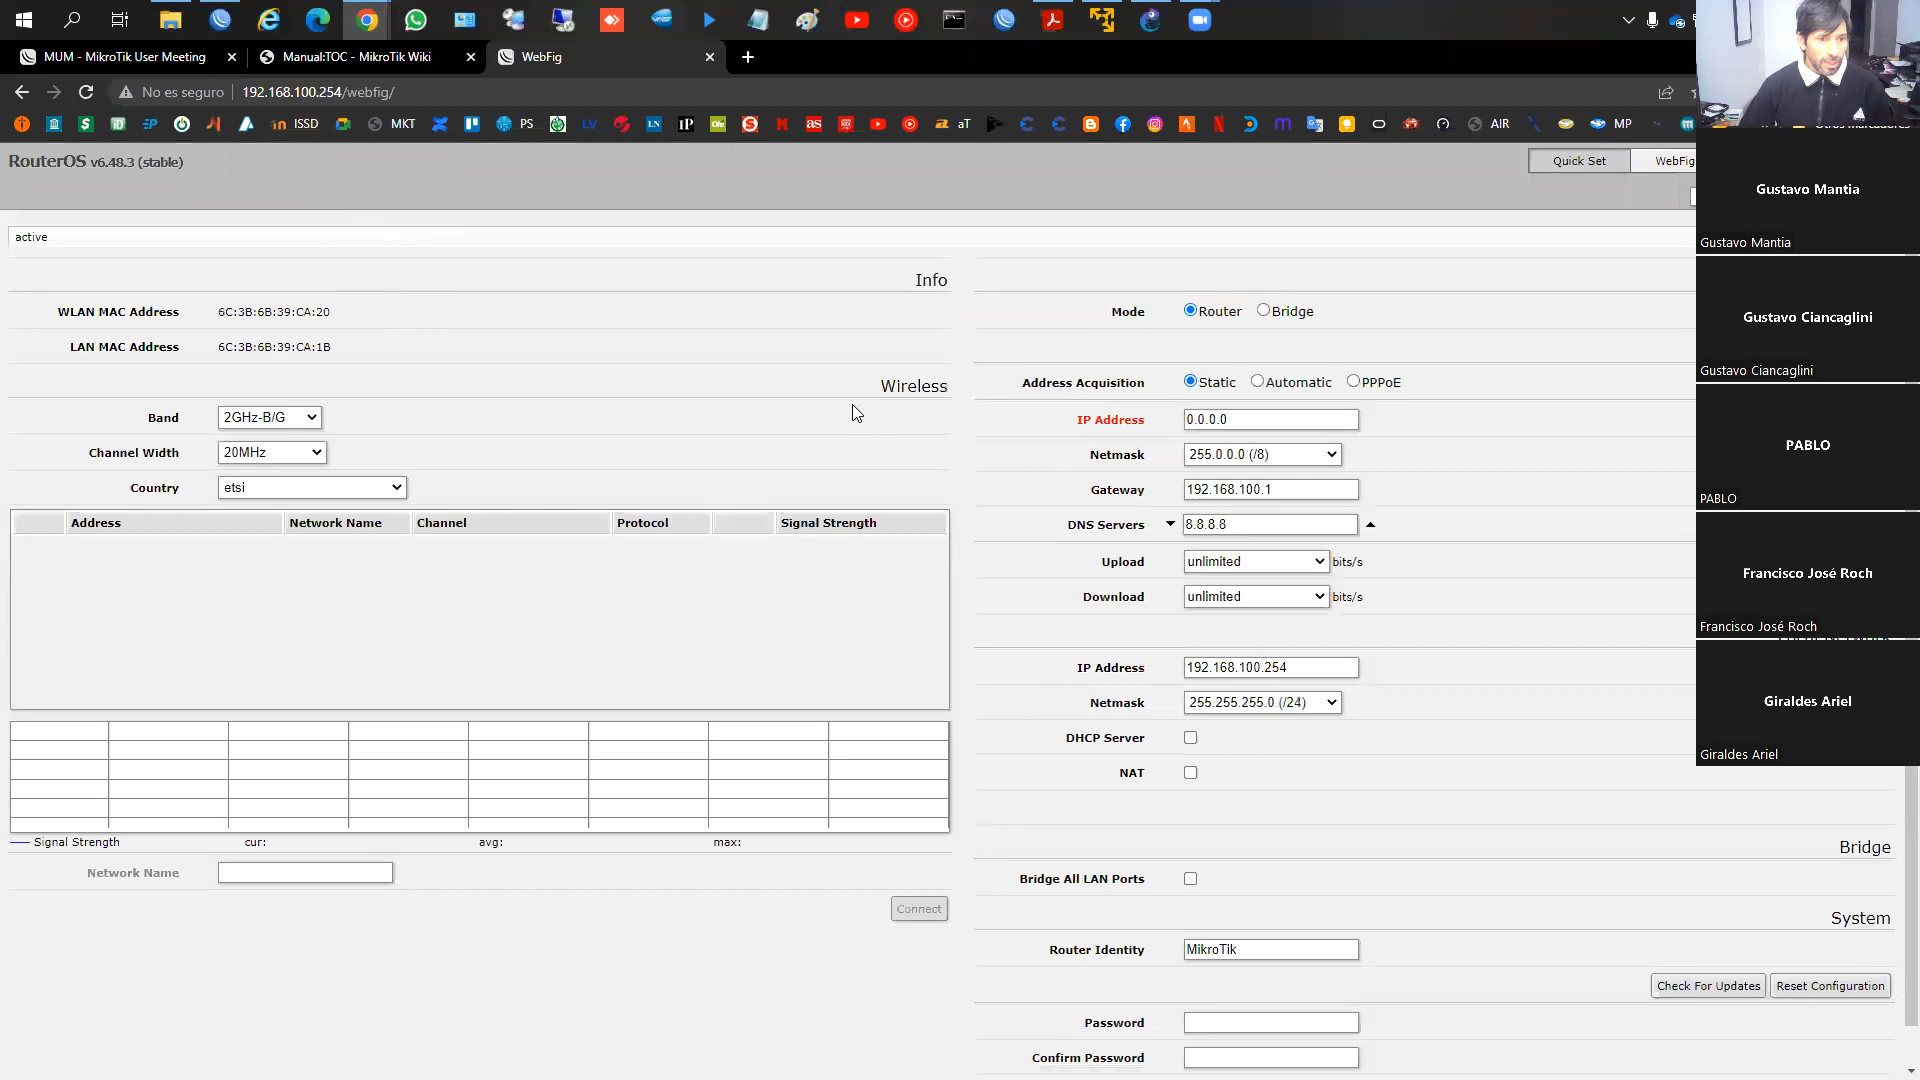 MUM - MikroTik User Meeting
Manual:TOC - MikroTik Wiki
WebFig
No es seguro
192.168.100.254/webfig/
ISSD
MKT
PS
LV
LN
IP
Ole
as
aT
AIR
MP
Otros marcadores
RouterOS v6.48.3 (stable)
Quick Set
WebFig
active
Info
WLAN MAC Address
6C:3B:6B:39:CA:20
LAN MAC Address
6C:3B:6B:39:CA:1B
Wireless
Band
2GHz-B/G
Channel Width
20MHz
Country
etsi
Address
Network Name
Channel
Protocol
Signal Strength
Signal Strength
cur:
avg:
max:
Network Name
Connect
Mode
Router
Bridge
Address Acquisition
Static
Automatic
PPPoE
IP Address
0.0.0.0
Netmask
255.0.0.0 (/8)
Gateway
192.168.100.1
DNS Servers
8.8.8.8
Upload
unlimited
bits/s
Download
unlimited
bits/s
IP Address
192.168.100.254
Netmask
255.255.255.0 (/24)
DHCP Server
NAT
Bridge
Bridge All LAN Ports
System
Router Identity
MikroTik
Check For Updates
Reset Configuration
Password
Confirm Password
Gustavo Mantia
Gustavo Mantia
Gustavo Ciancaglini
Gustavo Ciancaglini
PABLO
PABLO
Francisco José Roch
Francisco José Roch
Giraldes Ariel
Giraldes Ariel